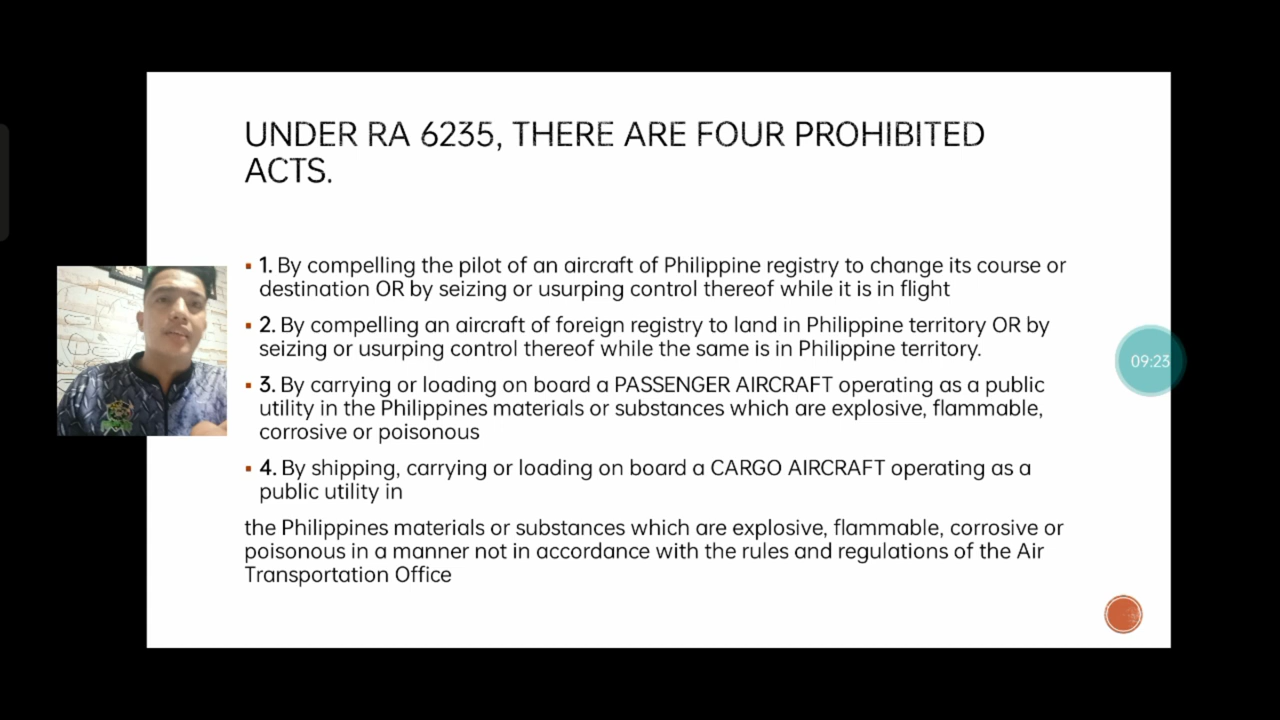 UNDER RA 6235, THERE ARE FOUR PROHIBITED
ACTS.
▪ 1. By compelling the pilot of an aircraft of Philippine registry to change its course or
destination OR by seizing or usurping control thereof while it is in flight
▪ 2. By compelling an aircraft of foreign registry to land in Philippine territory OR by
seizing or usurping control thereof while the same is in Philippine territory.
▪ 3. By carrying or loading on board a PASSENGER AIRCRAFT operating as a public
utility in the Philippines materials or substances which are explosive, flammable,
corrosive or poisonous
▪ 4. By shipping, carrying or loading on board a CARGO AIRCRAFT operating as a
public utility in
the Philippines materials or substances which are explosive, flammable, corrosive or
poisonous in a manner not in accordance with the rules and regulations of the Air
Transportation Office
09:23